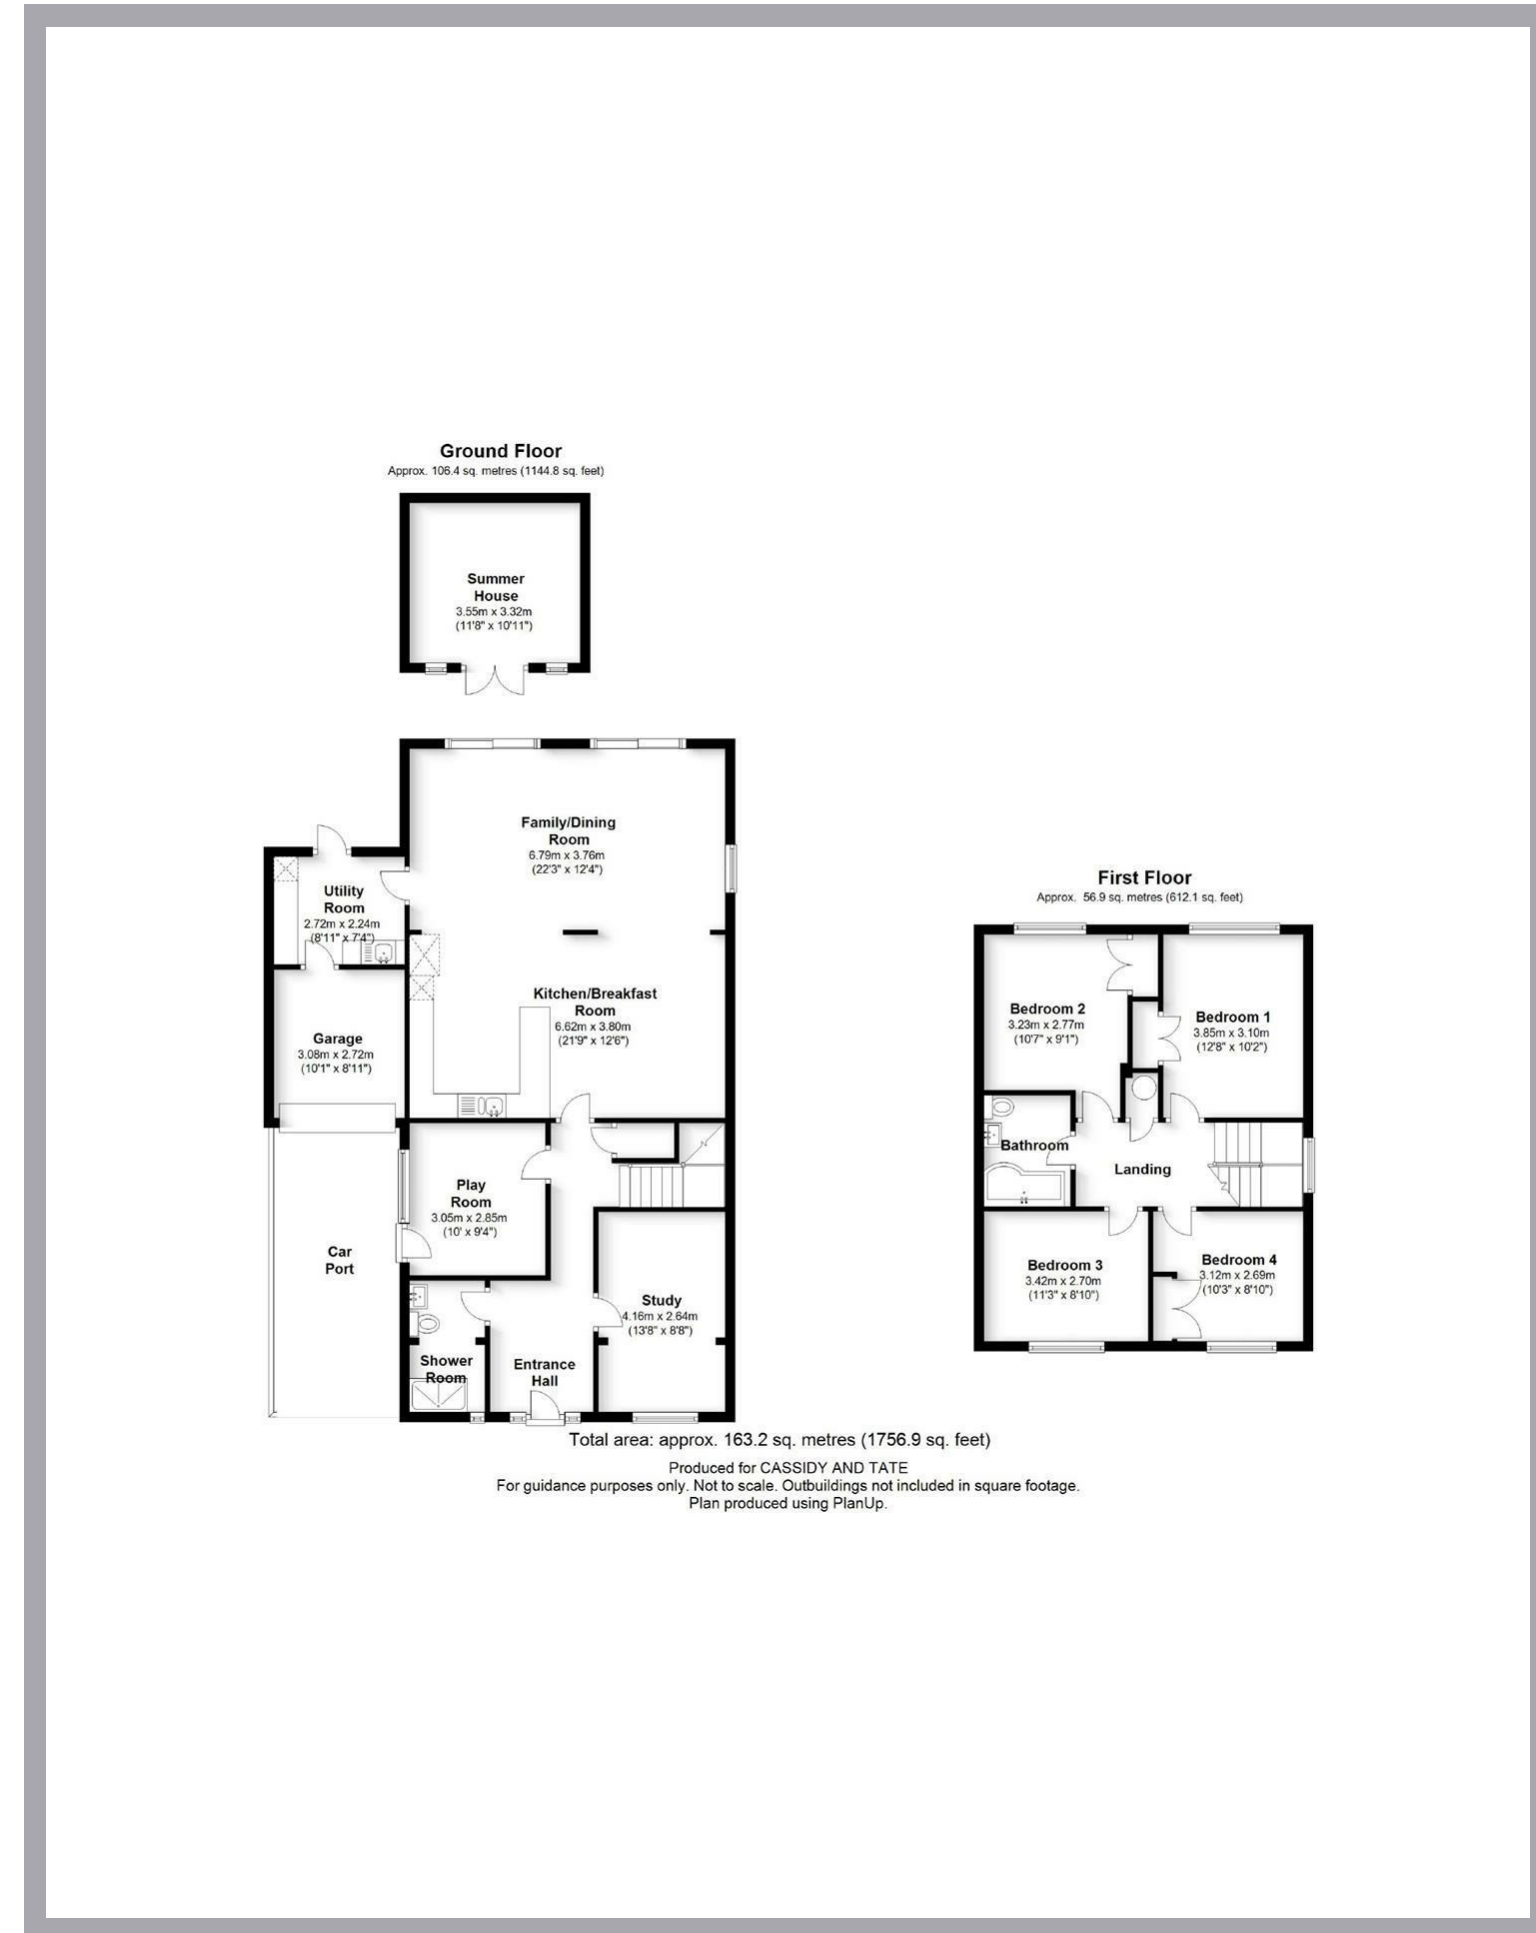 Ground Floor
Approx. 106.4 sq. metres (1144.8 sq. feet)
Summer
House
3.55m x 3.32m
(11'8" x 10'11")
Family/Dining
Room
6.79m x 3.76m
(22'3" x 12'4")
Utility
Room
2.72m x 2.24m
(8'11" x 7'4")
Kitchen/Breakfast
Room
6.62m x 3.80m
(21'9" x 12'6")
Garage
3.08m x 2.72m
(10'1" x 8'11")
Play
Room
3.05m x 2.85m
(10' x 9'4")
Car
Port
Study
4.16m x 2.64m
(13'8" x 8'8")
Shower
Room
Entrance
Hall
First Floor
Approx. 56.9 sq. metres (612.1 sq. feet)
Bedroom 2
3.23m x 2.77m
(10'7" x 9'1")
Bedroom 1
3.85m x 3.10m
(12'8" x 10'2")
Bathroom
Landing
Bedroom 3
3.42m x 2.70m
(11'3" x 8'10")
Bedroom 4
3.12m x 2.69m
(10'3" x 8'10")
Total area: approx. 163.2 sq. metres (1756.9 sq. feet)
Produced for CASSIDY AND TATE
For guidance purposes only. Not to scale. Outbuildings not included in square footage.
Plan produced using PlanUp.